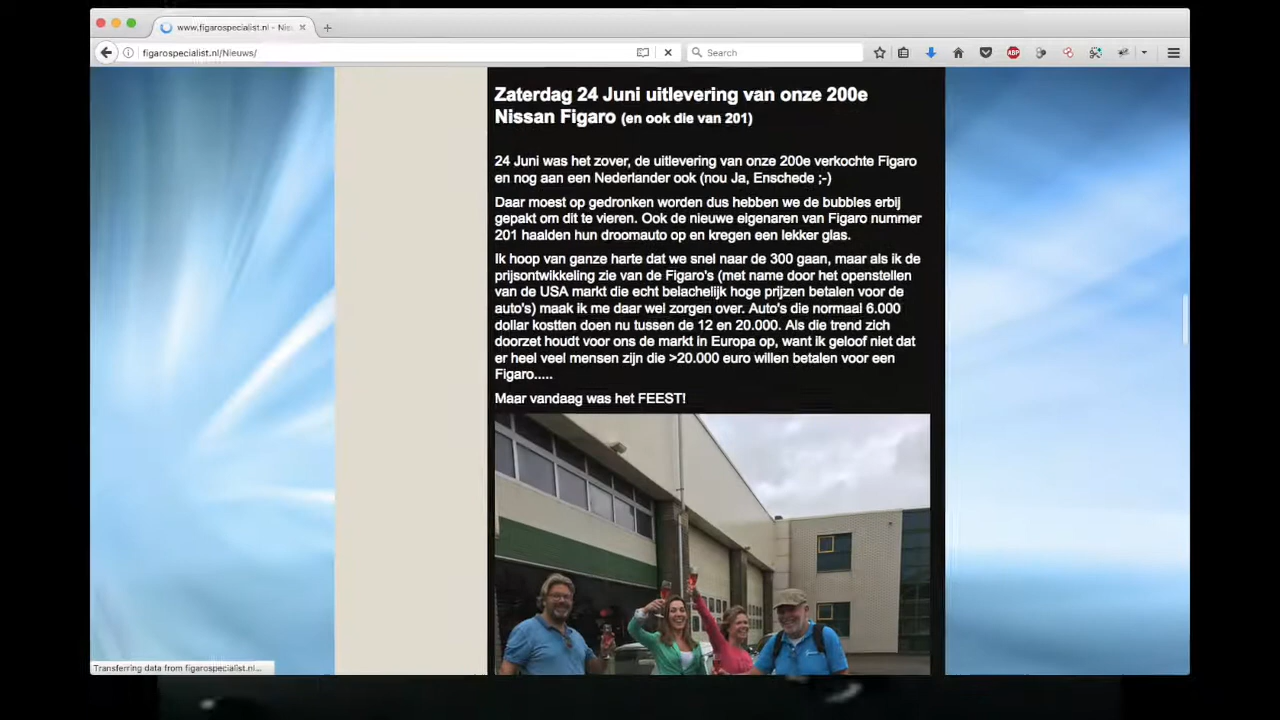 www.figarospecialist.nl - Nie
figarospecialist.nl/Nieuws/
Search
ABP
Zaterdag 24 Juni uitlevering van onze 200e
Nissan Figaro (en ook die van 201)
24 Juni was het zover, de uitlevering van onze 200e verkochte Figaro
en nog aan een Nederlander ook (nou Ja, Enschede ;-)
Daar moest op gedronken worden dus hebben we de bubbles erbij
gepakt om dit te vieren. Ook de nieuwe eigenaren van Figaro nummer
201 haalden hun droomauto op en kregen een lekker glas.
Ik hoop van ganze harte dat we snel naar de 300 gaan, maar als ik de
prijsontwikkeling zie van de Figaro's (met name door het openstellen
van de USA markt die echt belachelijk hoge prijzen betalen voor de
auto's) maak ik me daar wel zorgen over. Auto's die normaal 6.000
dollar kostten doen nu tussen de 12 en 20.000. Als die trend zich
doorzet houdt voor ons de markt in Europa op, want ik geloof niet dat
er heel veel mensen zijn die >20.000 euro willen betalen voor een
Figaro.....
Maar vandaag was het FEEST!
Transferring data from figarospecialist.nl...